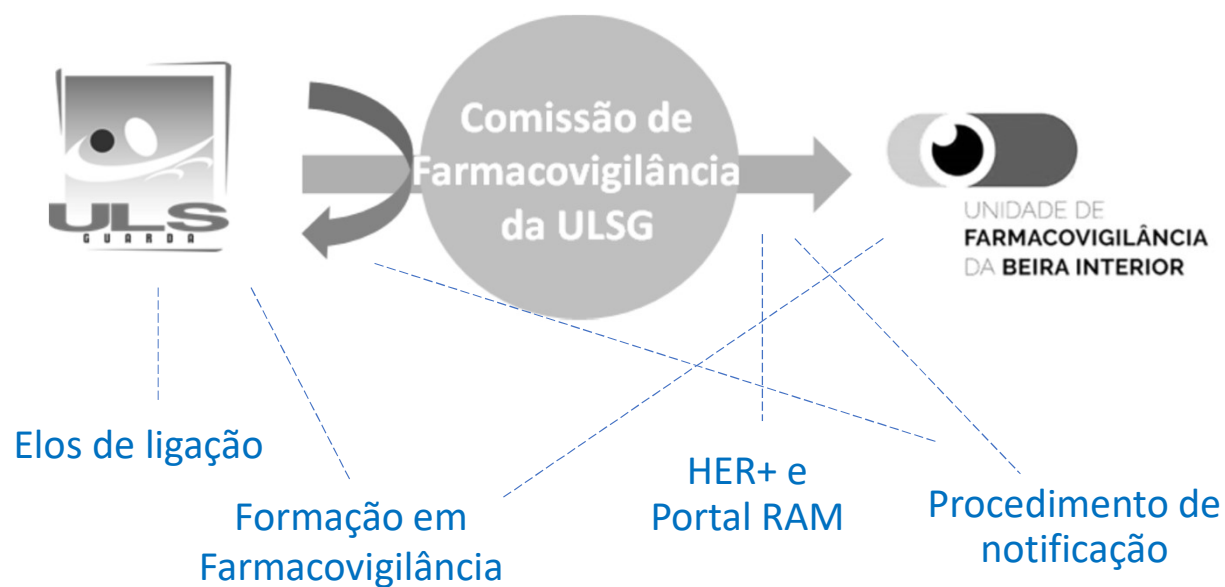 Comissão de
Farmacovigilância
da ULSG
ULS
GUARDA
UNIDADE DE
FARMACOVIGILÂNCIA
DA BEIRA INTERIOR
Elos de ligação
Formação em
Farmacovigilância
HER+ e
Portal RAM
Procedimento de
notificação